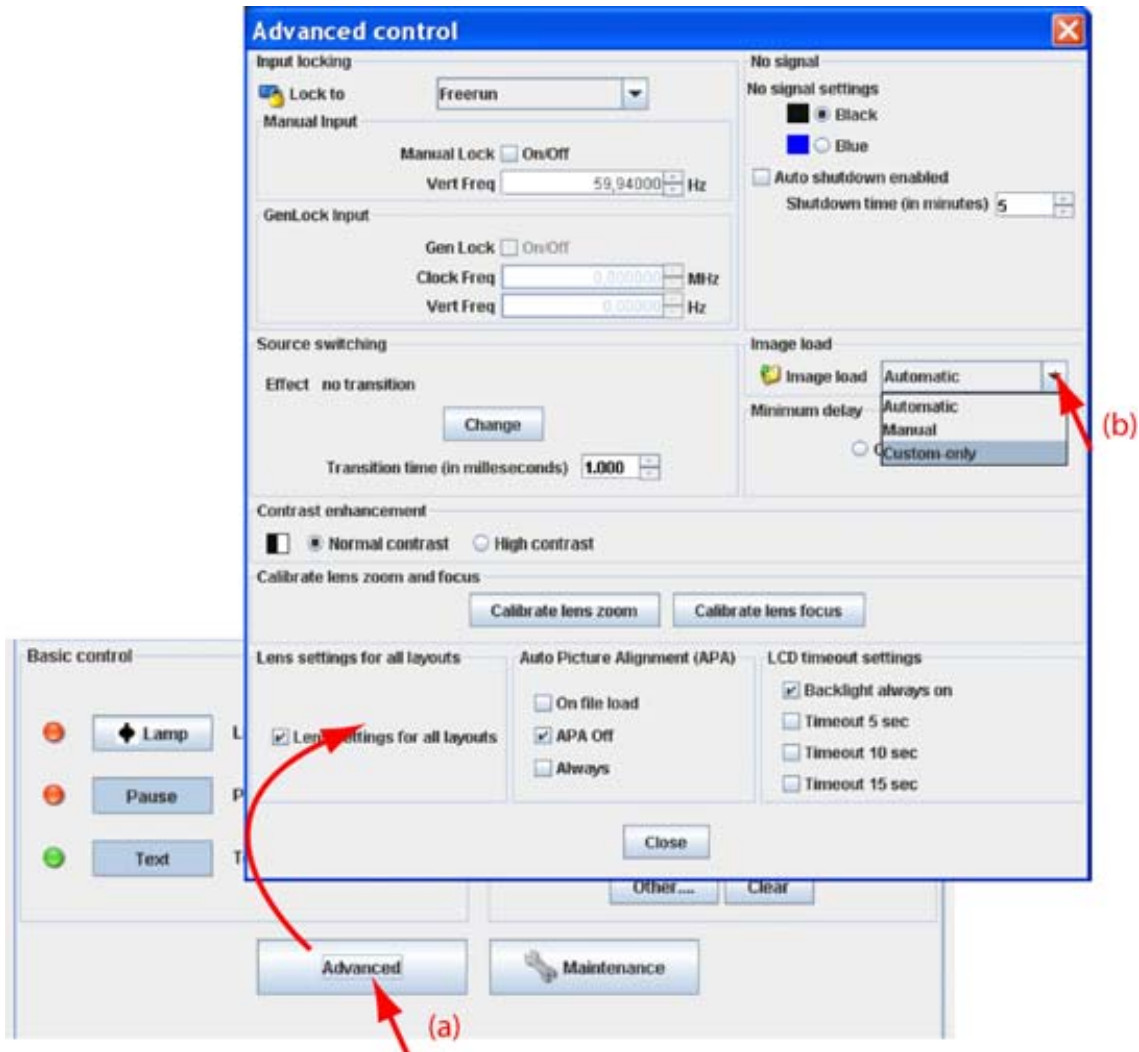 Advanced control
Input locking
Lock to Freerun
Manual Input
Manual Lock On/Off
Vert Freq 59,94000 Hz
GenLock Input
Gen Lock On/Off
Clock Freq 0,000000 MHz
Vert Freq 0,00000 Hz
No signal
No signal settings
Black
Blue
Auto shutdown enabled
Shutdown time (in minutes) 5
Source switching
Effect no transition
Change
Transition time (in milleseconds) 1.000
Image load
Image load Automatic
Automatic
Manual
Custom-only
Minimum delay
(b)
Contrast enhancement
Normal contrast High contrast
Calibrate lens zoom and focus
Calibrate lens zoom Calibrate lens focus
Lens settings for all layouts
Lens settings for all layouts
Auto Picture Alignment (APA)
On file load
APA Off
Always
LCD timeout settings
Backlight always on
Timeout 5 sec
Timeout 10 sec
Timeout 15 sec
Close
Basic control
Lamp L
Pause P
Text T
Other.... Clear
Advanced Maintenance
(a)